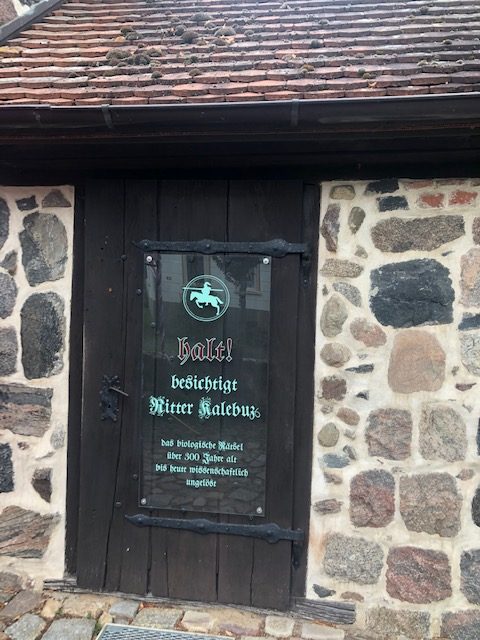 halt!
besichtigt
Ritter Kalebuz
das biologische Rätsel
über 300 Jahre alt
bis heute wissenschaftlich
ungelöst